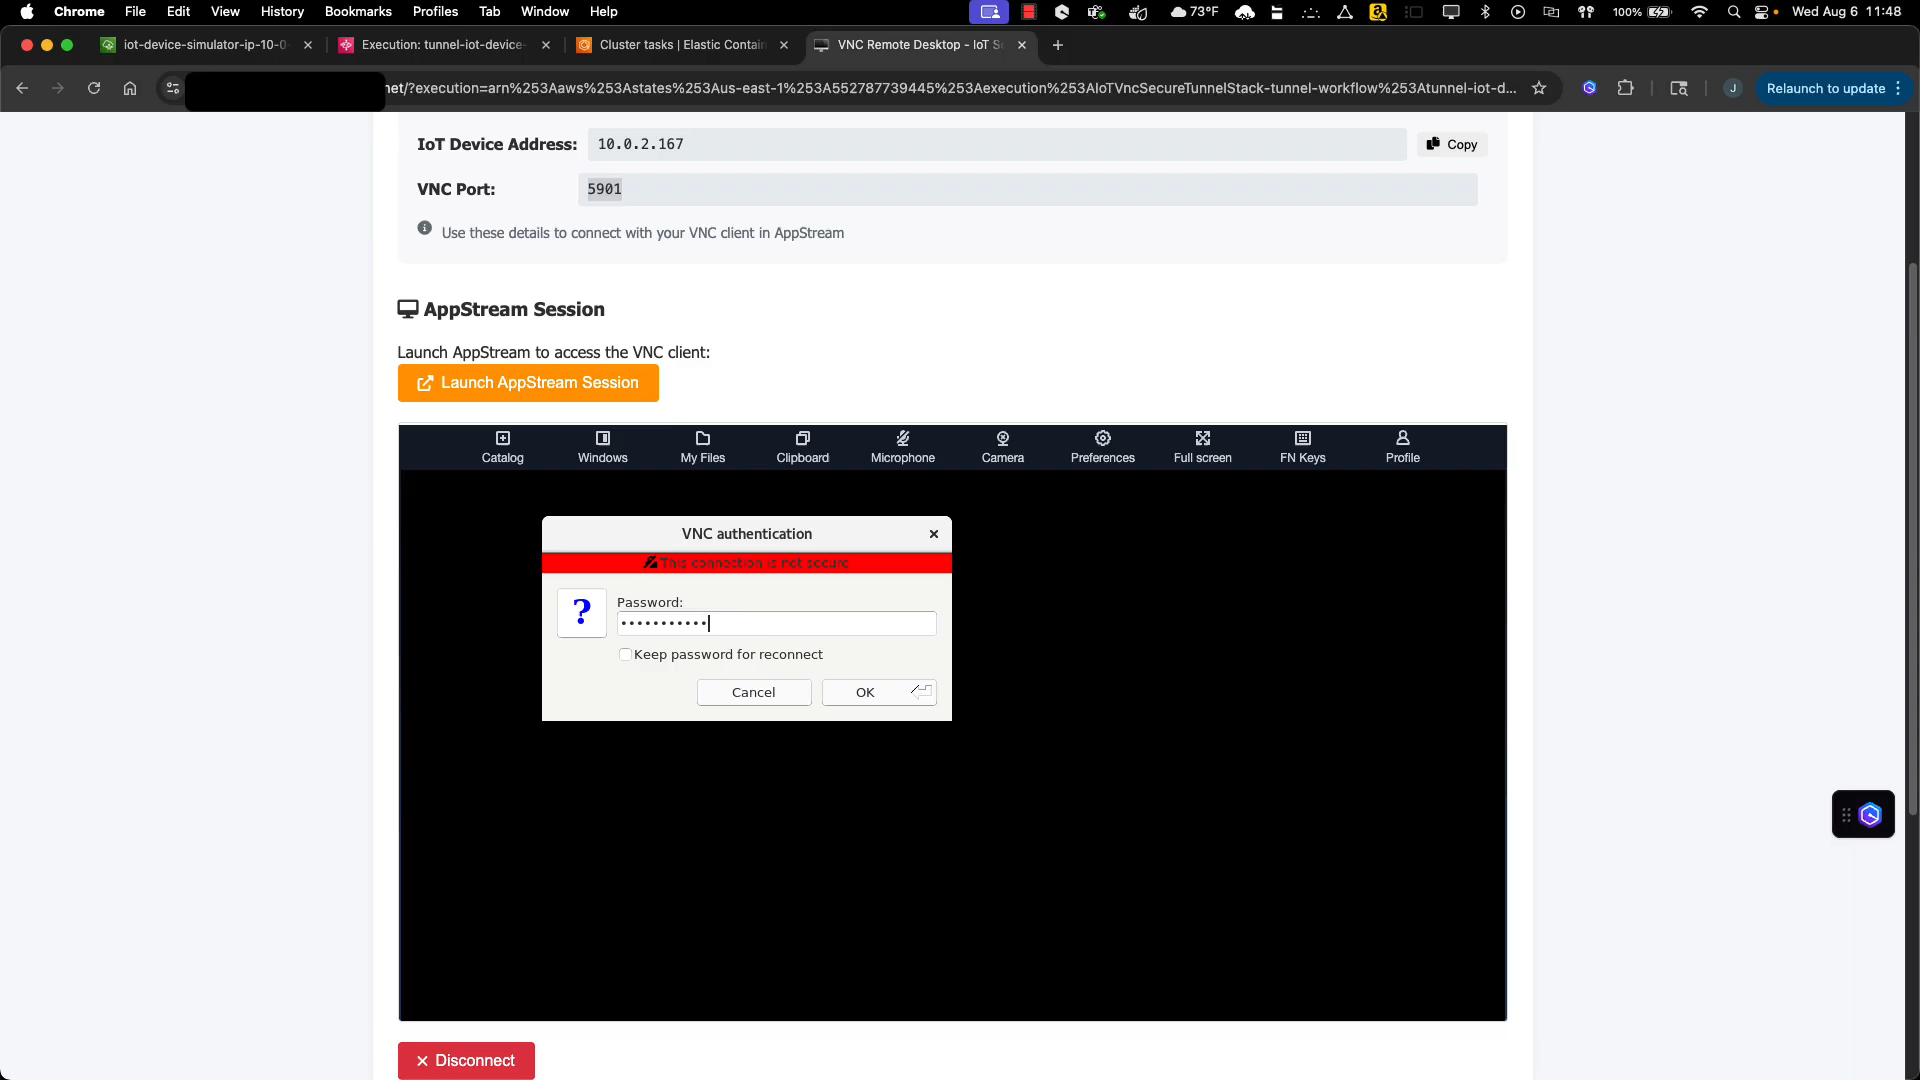 Chrome File Edit View History Bookmarks Profiles Tab Window Help 73°F 100% Wed Aug 6 11:48
iot-device-simulator-ip-10-0- Execution: tunnel-iot-device- Cluster tasks | Elastic Contain VNC Remote Desktop - IoT S
net/?execution=arn%253Aaws%253Astates%253Aus-east-1%253A552787739445%253Aexecution%253AIoTVncSecureTunnelStack-tunnel-workflow%253Atunnel-iot-d... J Relaunch to update
IoT Device Address: 10.0.2.167 Copy
VNC Port: 5901
Use these details to connect with your VNC client in AppStream
AppStream Session
Launch AppStream to access the VNC client:
Launch AppStream Session
Catalog Windows My Files Clipboard Microphone Camera Preferences Full screen FN Keys Profile
VNC authentication
This connection is not secure
? Password:
•••••••••••
Keep password for reconnect
Cancel OK
Disconnect